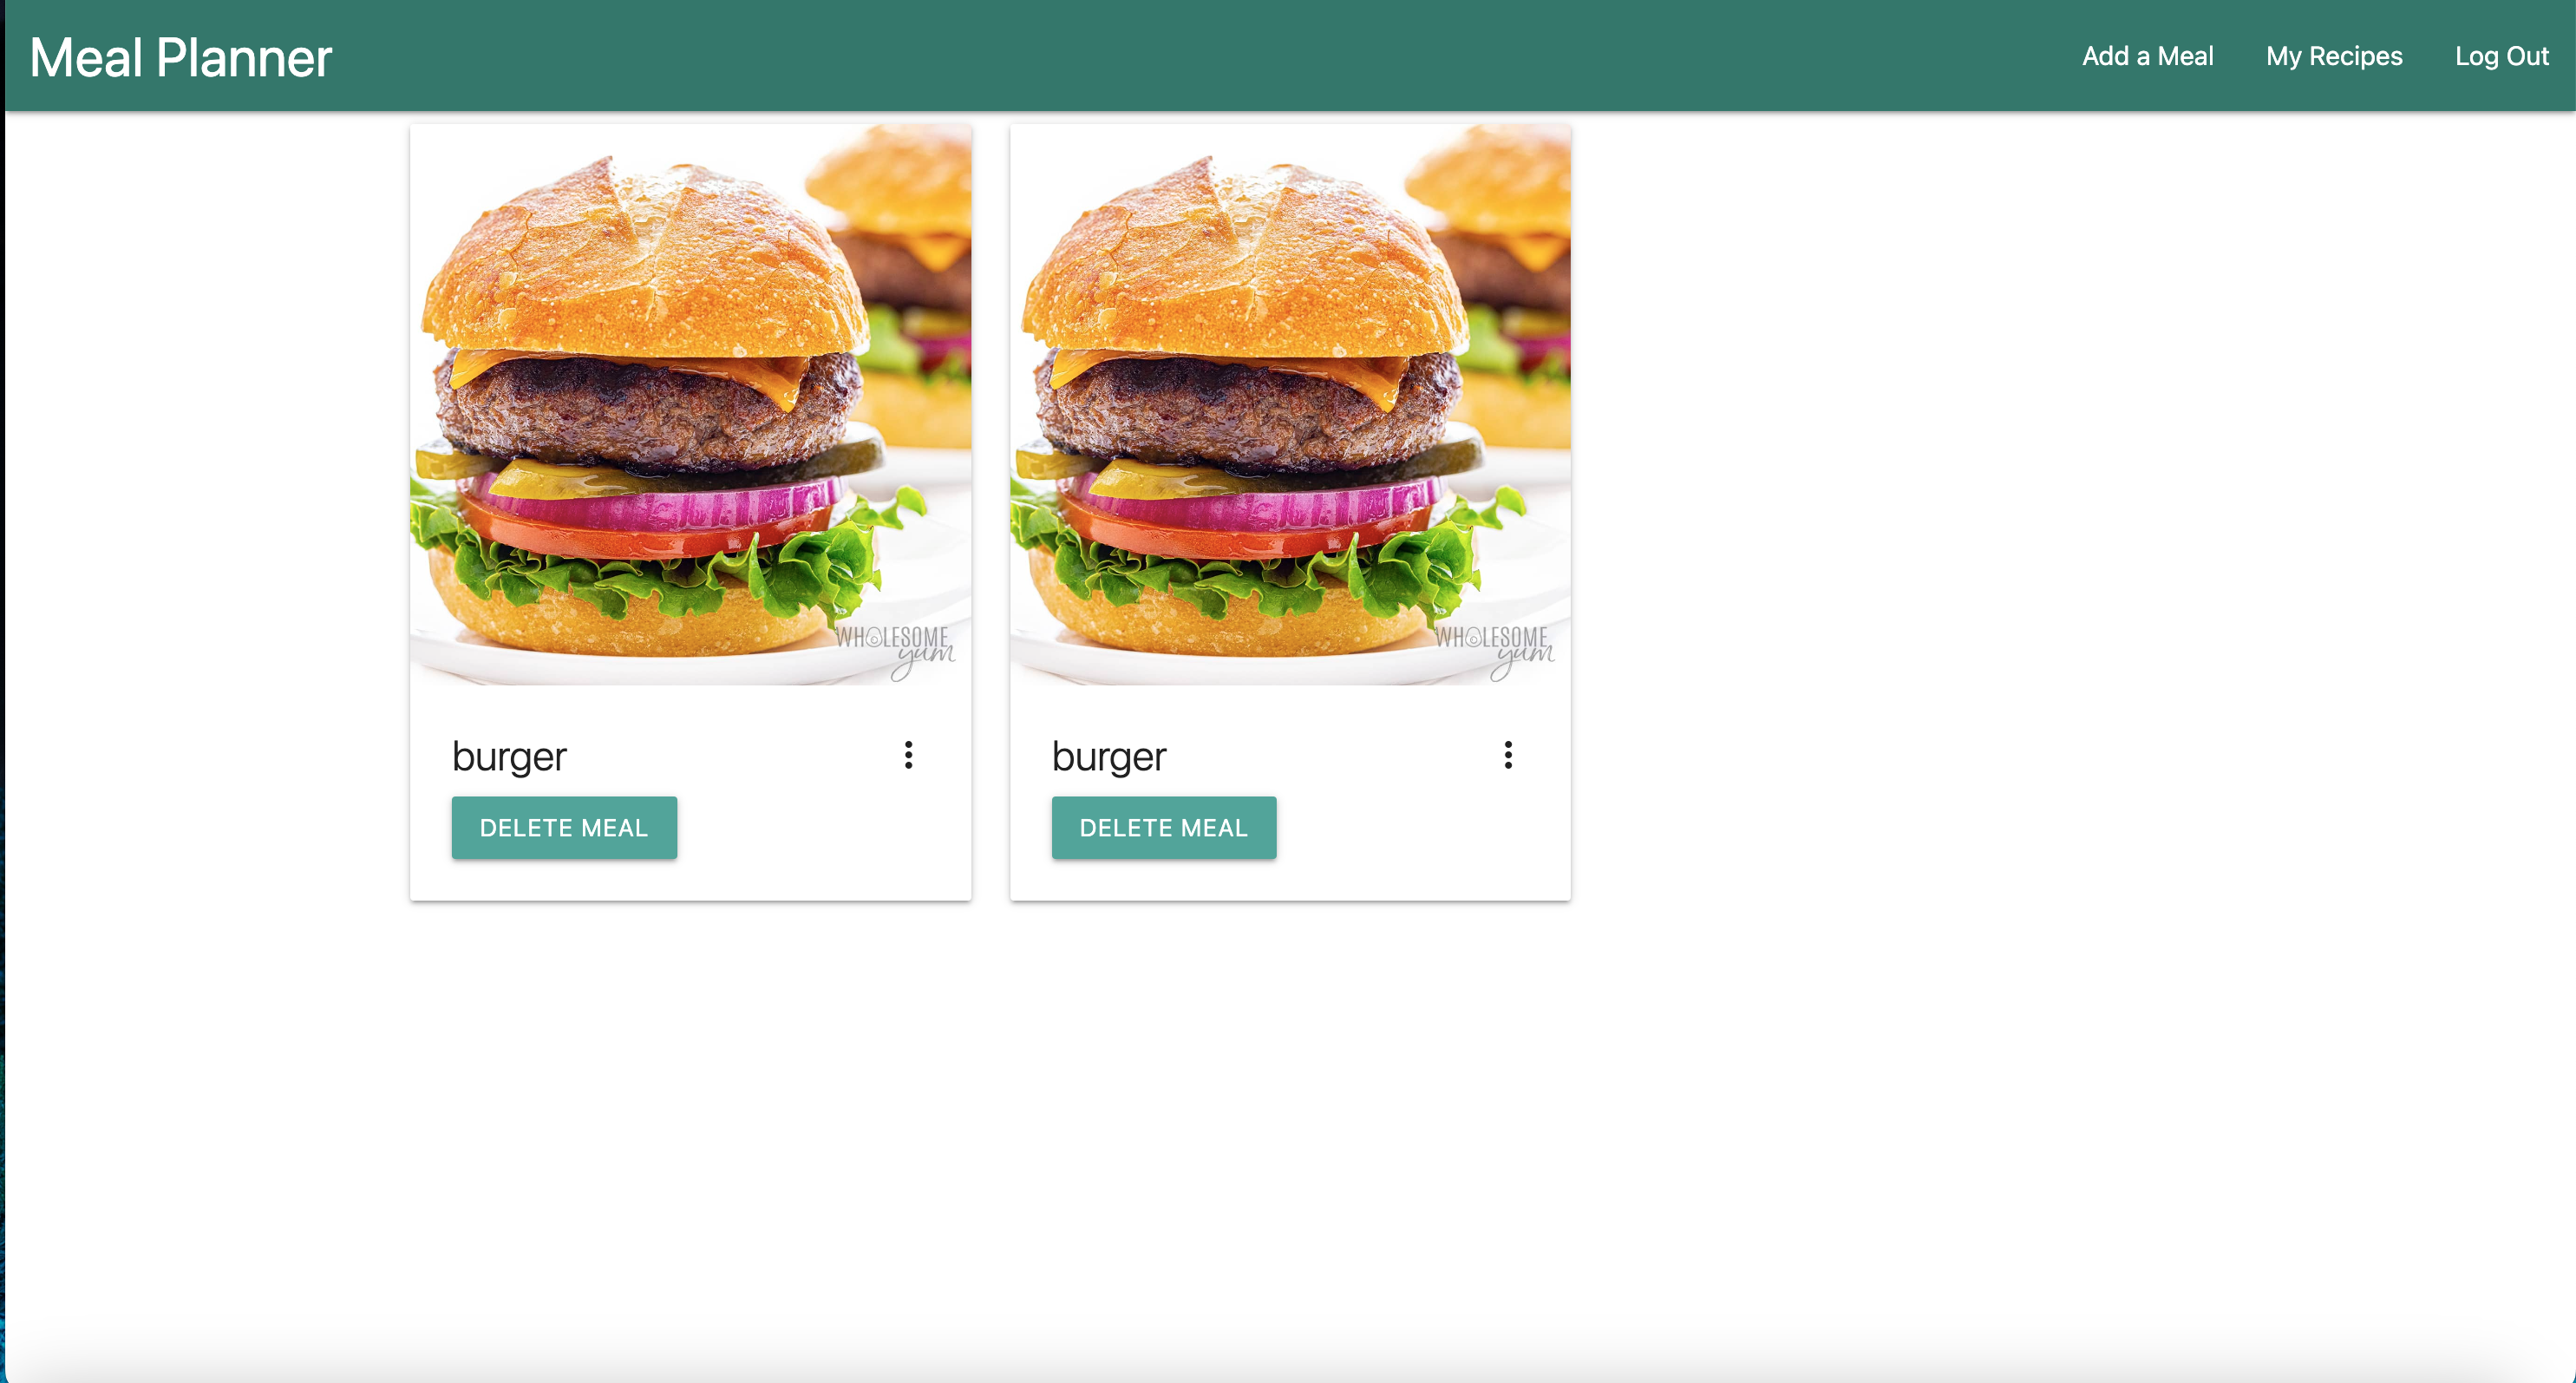 Meal Planner
Add a Meal
My Recipes
Log Out
WHOLESOME
yum
WHOLESOME
yum
burger
DELETE MEAL
burger
DELETE MEAL